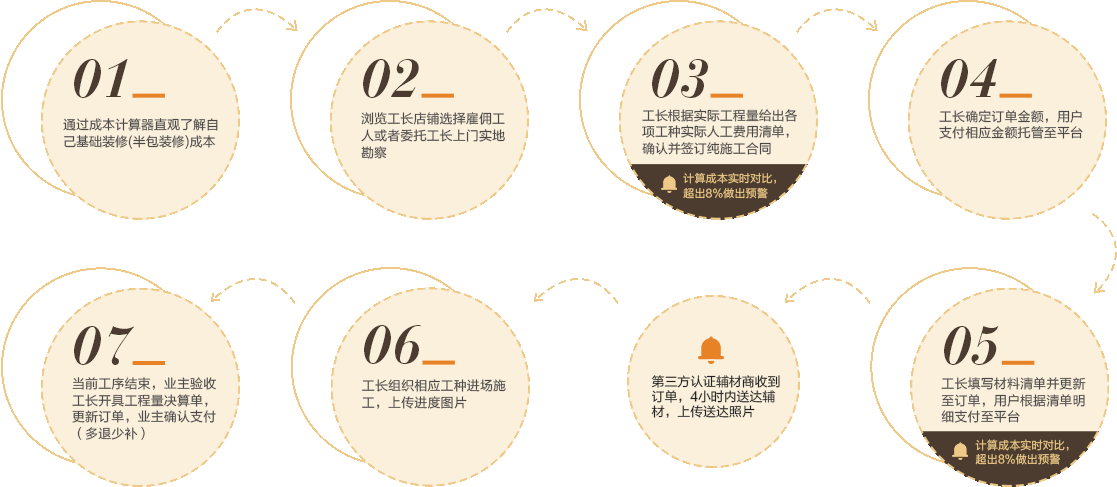 01
通过成本计算器直观了解自
己基础装修(半包装修)成本
02
浏览工长店铺选择雇佣工
人或者委托工长上门实地
勘察
03
工长根据实际工程量给出各
项工种实际人工费用清单，
确认并签订纯施工合同
计算成本实时对比，
超出8%做出预警
04
工长确定订单金额，用户
支付相应金额托管至平台
05
工长填写材料清单并更新
至订单，用户根据清单明
细支付至平台
计算成本实时对比，
超出8%做出预警
第三方认证辅材商收到
订单，4小时内送达辅
材，上传送达照片
06
工长组织相应工种进场施
工，上传进度图片
07
当前工序结束，业主验收
工长开具工程量决算单，
更新订单，业主确认支付
（多退少补）